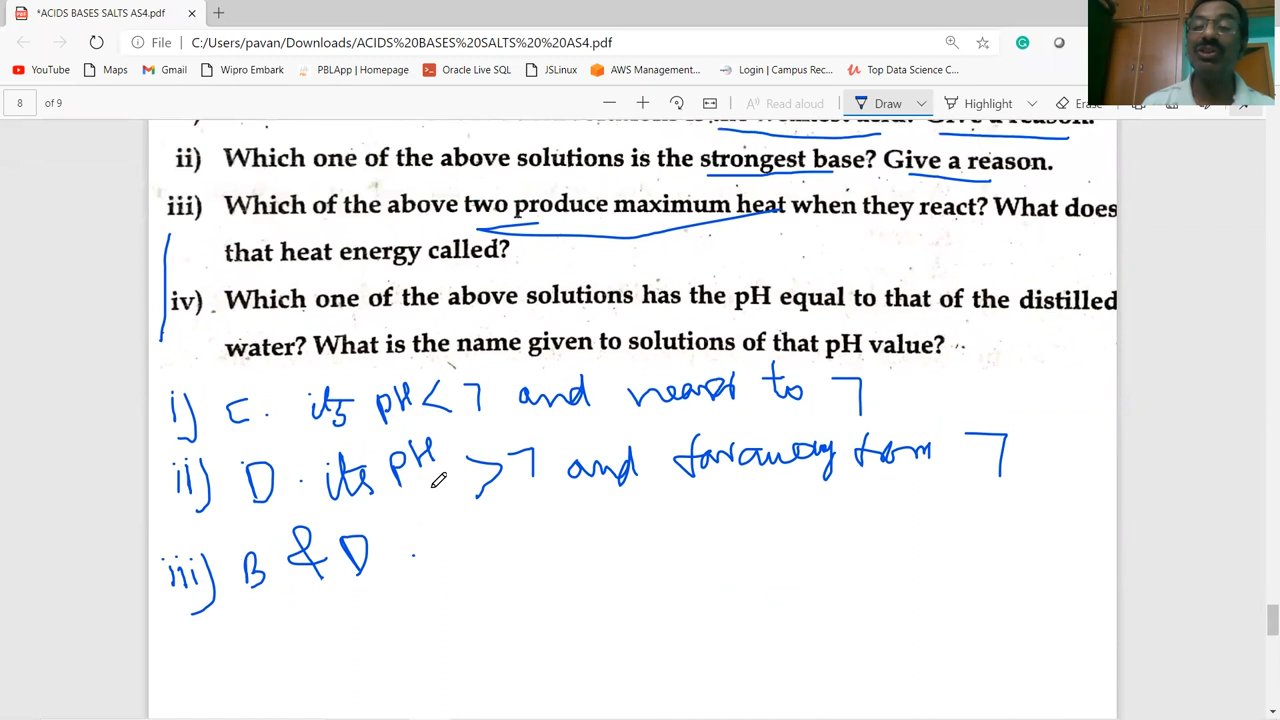 *ACIDS BASES SALTS AS4.pdf
File C:/Users/pavan/Downloads/ACIDS%20BASES%20SALTS%20%20AS4.pdf
YouTube Maps Gmail Wipro Embark PBLApp | Homepage Oracle Live SQL JSLinux AWS Management... Login | Campus Rec... Top Data Science C...
8 of 9 Read aloud Draw Highlight Erase
ii) Which one of the above solutions is the strongest base? Give a reason.
iii) Which of the above two produce maximum heat when they react? What does
that heat energy called?
iv) Which one of the above solutions has the pH equal to that of the distilled
water? What is the name given to solutions of that pH value?
i) C. its pH < 7 and nearest to 7
ii) D. its pH > 7 and faraway from 7
iii) B & D.